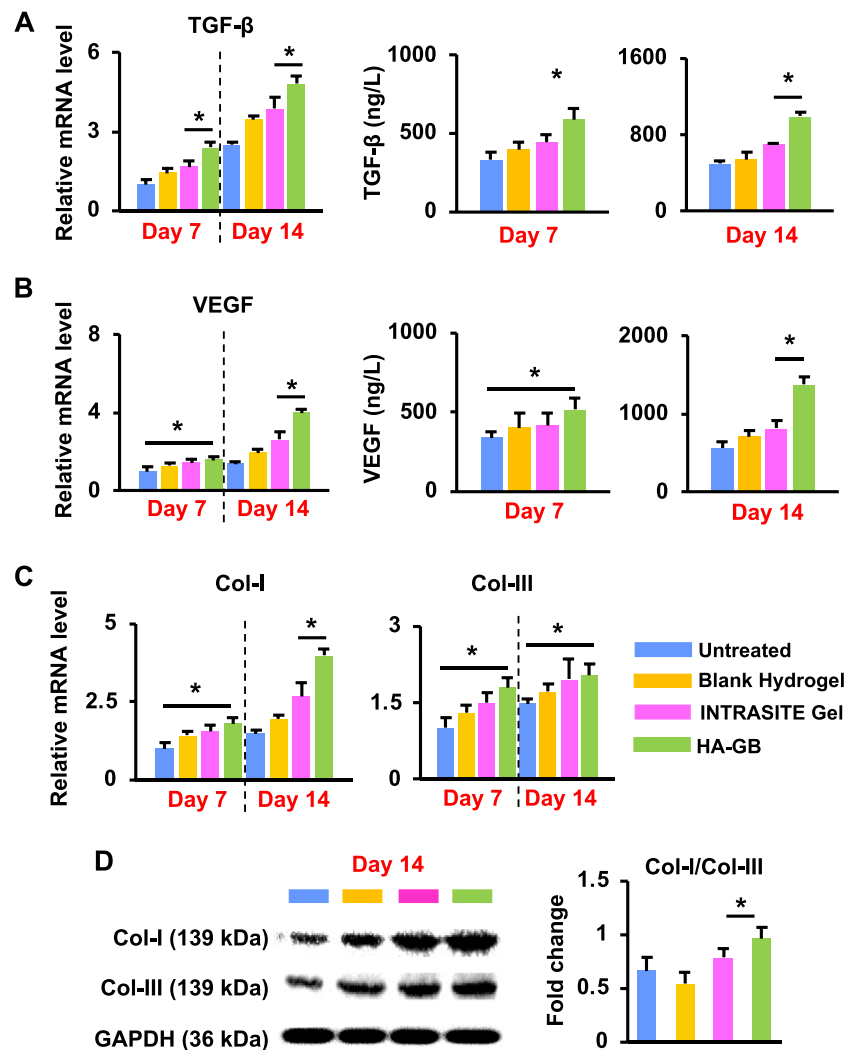 A
TGF-β
Relative mRNA level
6
3
0
*
*
Day 7
Day 14
TGF-β (ng/L)
1000
500
0
*
Day 7
1600
800
0
*
Day 14
B
VEGF
Relative mRNA level
4
2
0
*
*
Day 7
Day 14
VEGF (ng/L)
1000
500
0
*
Day 7
2000
1000
0
*
Day 14
C
Col-I
Relative mRNA level
5
2.5
0
*
*
Day 7
Day 14
Col-III
3
1.5
0
*
*
Day 7
Day 14
Untreated
Blank Hydrogel
INTRASITE Gel
HA-GB
D
Day 14
Col-I (139 kDa)
Col-III (139 kDa)
GAPDH (36 kDa)
Col-I/Col-III
Fold change
1.5
1
0.5
0
*